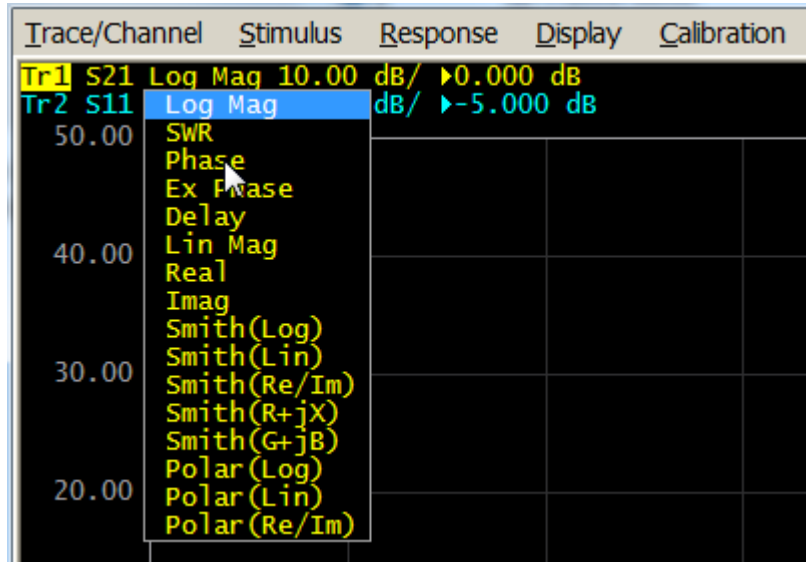 Trace/Channel Stimulus Response Display Calibration
Tr1 S21 Log Mag 10.00 dB/ ▶0.000 dB
Tr2 S11 Log Mag dB/ ▶-5.000 dB
50.00 SWR
Phase
Ex Phase
Delay
40.00 Lin Mag
Real
Imag
Smith(Log)
Smith(Lin)
30.00 Smith(Re/Im)
Smith(R+jX)
Smith(G+jB)
Polar(Log)
20.00 Polar(Lin)
Polar(Re/Im)